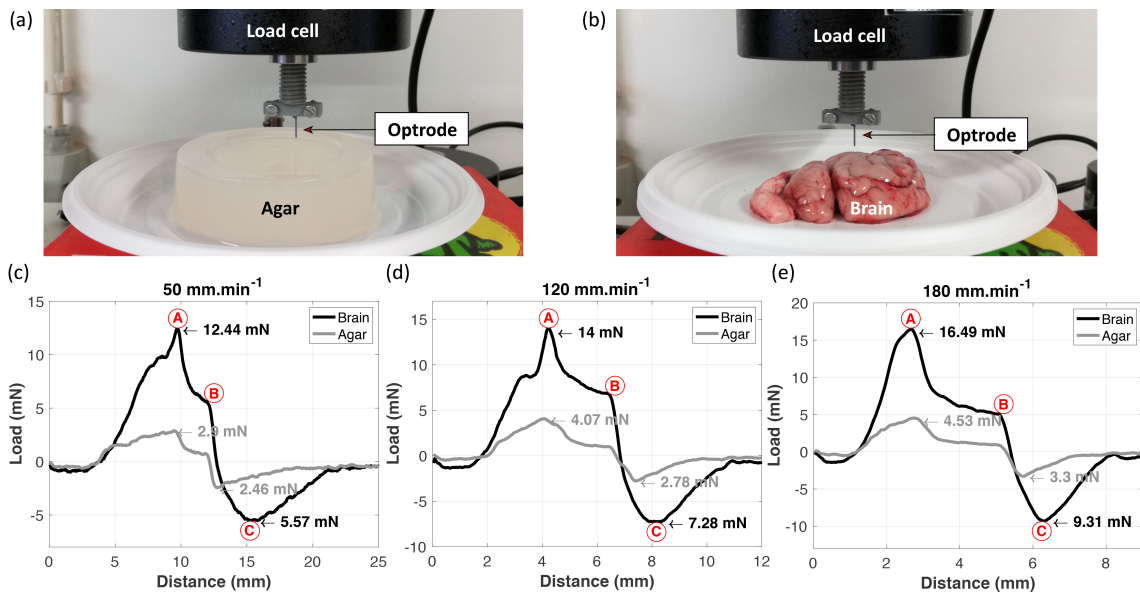 (a)
Load cell
Optrode
Agar
(b)
Load cell
Optrode
Brain
(c)
50 mm.min-1
15
10
5
0
-5
Load (mN)
0 5 10 15 20 25
Distance (mm)
Brain
Agar
A
← 12.44 mN
B
← 2.9 mN
← 2.46 mN
← 5.57 mN
C
(d)
120 mm.min-1
15
10
5
0
-5
-10
Load (mN)
0 2 4 6 8 10 12
Distance (mm)
Brain
Agar
A
← 14 mN
B
← 4.07 mN
← 2.78 mN
← 7.28 mN
C
(e)
180 mm.min-1
20
15
10
5
0
-5
-10
Load (mN)
0 2 4 6 8
Distance (mm)
Brain
Agar
A
← 16.49 mN
B
← 4.53 mN
← 3.3 mN
← 9.31 mN
C